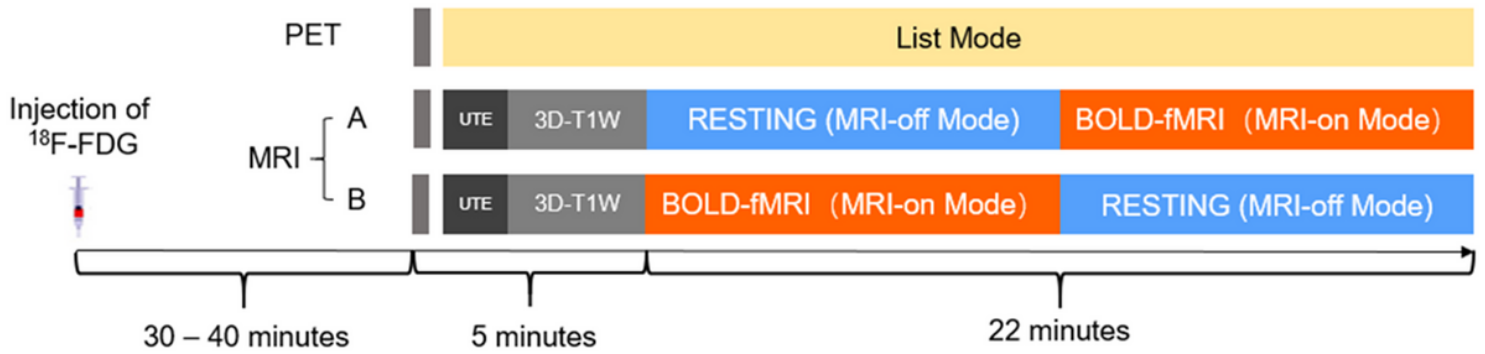 PET
List Mode
Injection of
¹⁸F-FDG
MRI
A
UTE
3D-T1W
RESTING (MRI-off Mode)
BOLD-fMRI（MRI-on Mode）
B
UTE
3D-T1W
BOLD-fMRI（MRI-on Mode）
RESTING (MRI-off Mode)
30 – 40 minutes
5 minutes
22 minutes